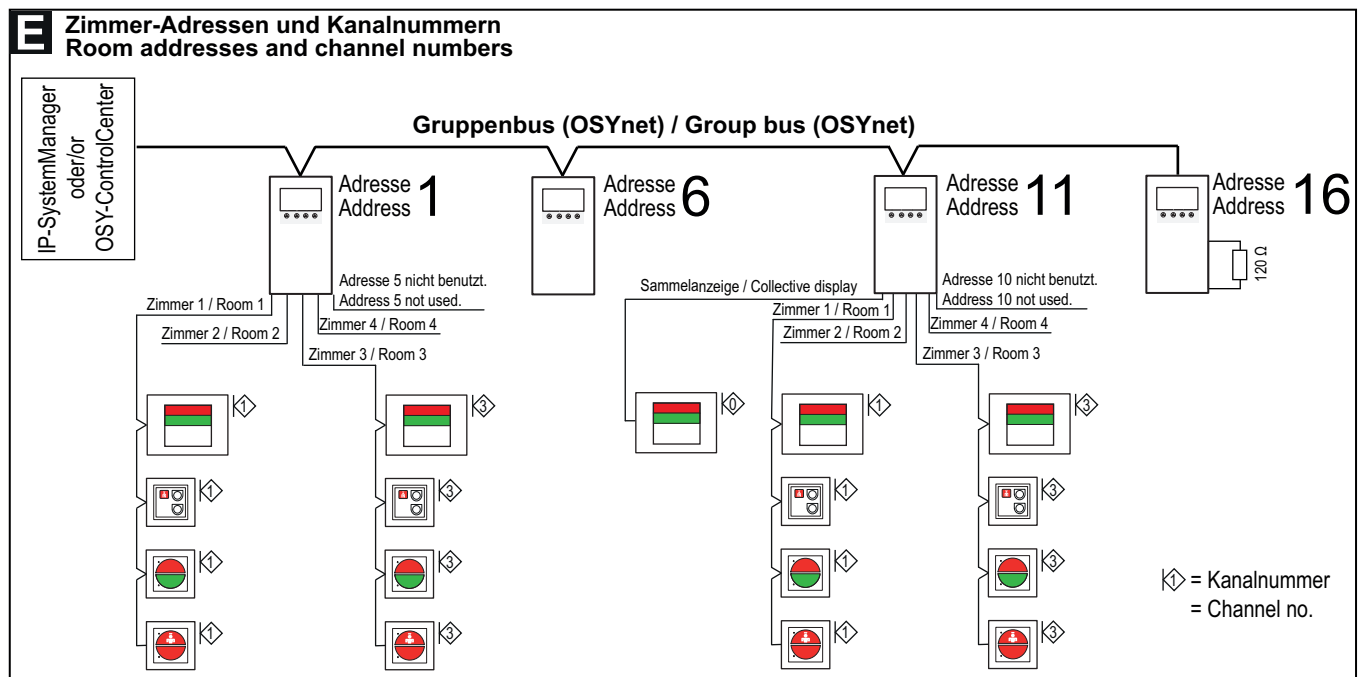 E
Zimmer-Adressen und Kanalnummern
Room addresses and channel numbers
IP-SystemManager
oder/or
OSY-ControlCenter
Gruppenbus (OSYnet) / Group bus (OSYnet)
Adresse
Address 1
Adresse
Address 6
Adresse
Address 11
Adresse
Address 16
120 Ω
Adresse 5 nicht benutzt.
Address 5 not used.
Zimmer 1 / Room 1
Zimmer 2 / Room 2
Zimmer 4 / Room 4
Zimmer 3 / Room 3
Sammelanzeige / Collective display
Adresse 10 nicht benutzt.
Address 10 not used.
Zimmer 1 / Room 1
Zimmer 2 / Room 2
Zimmer 4 / Room 4
Zimmer 3 / Room 3
1
3
0
1
3
1
3
1
3
1
3
1
3
1
3
1
3
1 = Kanalnummer
= Channel no.